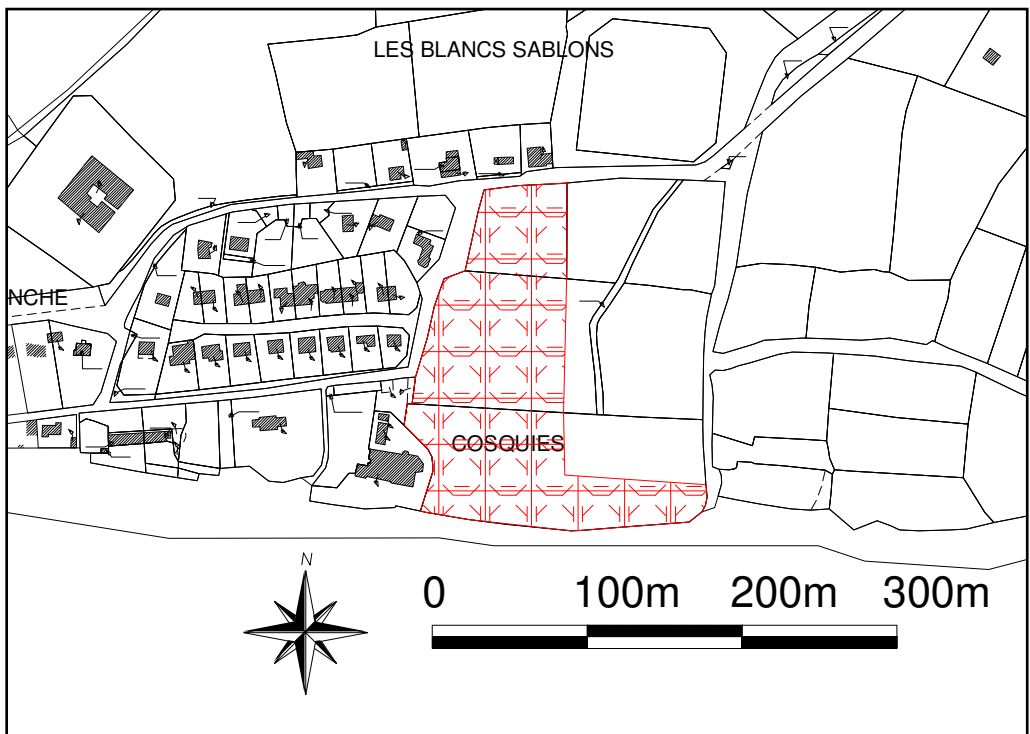 LES BLANCS SABLONS
NCHE
COSQUIES
N
0 100m 200m 300m